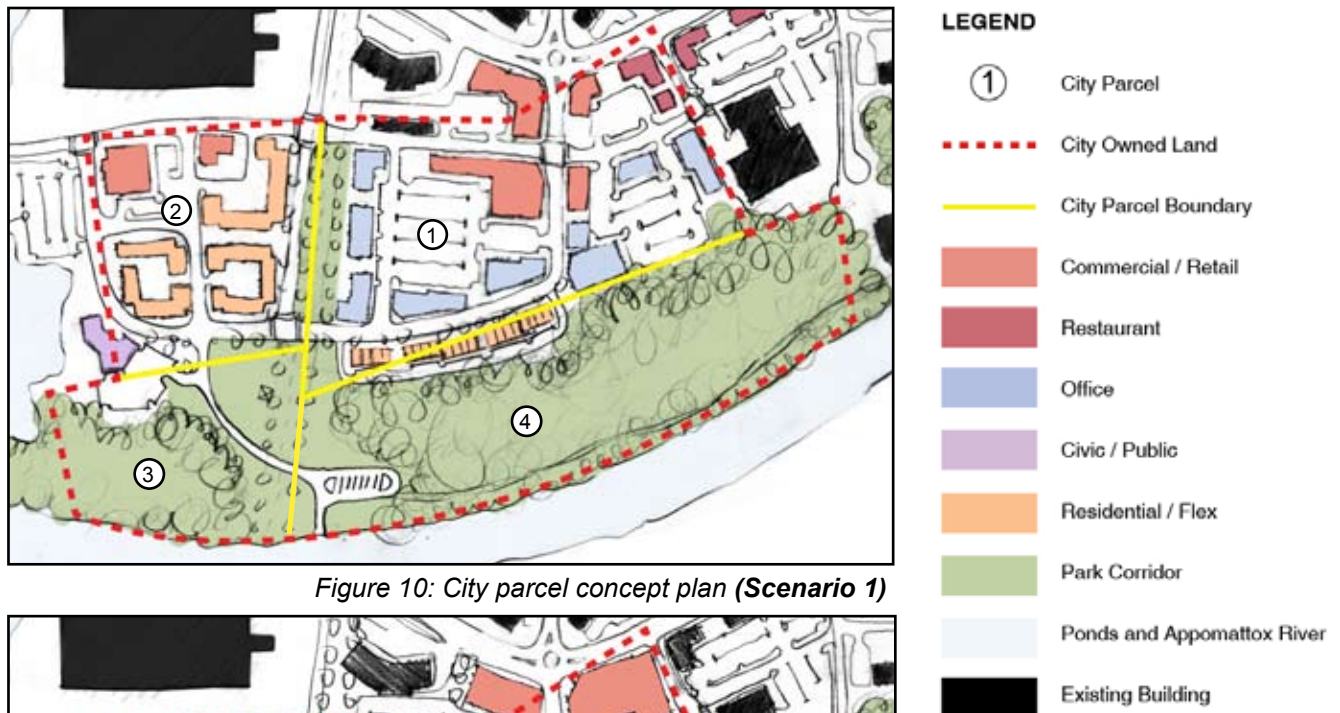 2
1
3
4
Figure 10: City parcel concept plan (Scenario 1)
LEGEND
1 City Parcel
City Owned Land
City Parcel Boundary
Commercial / Retail
Restaurant
Office
Civic / Public
Residential / Flex
Park Corridor
Ponds and Appomattox River
Existing Building